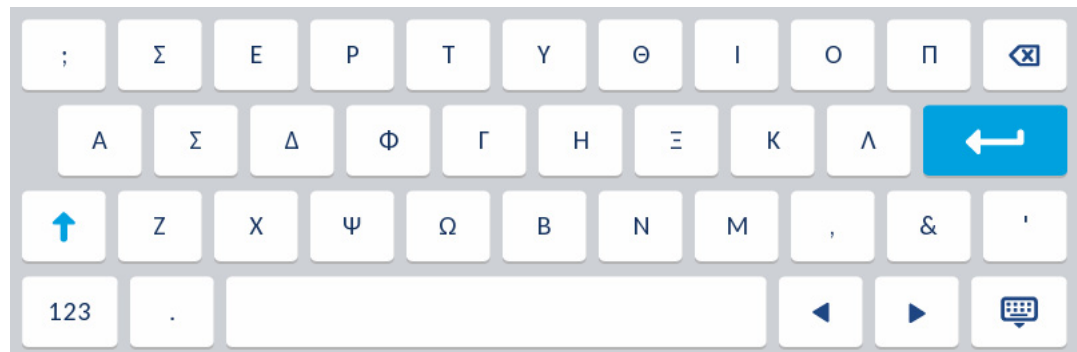 ; Σ Ε Ρ Τ Υ Θ Ι Ο Π
Α Σ Δ Φ Γ Η Ξ Κ Λ
Ζ Χ Ψ Ω Β Ν Μ , & '
123 .